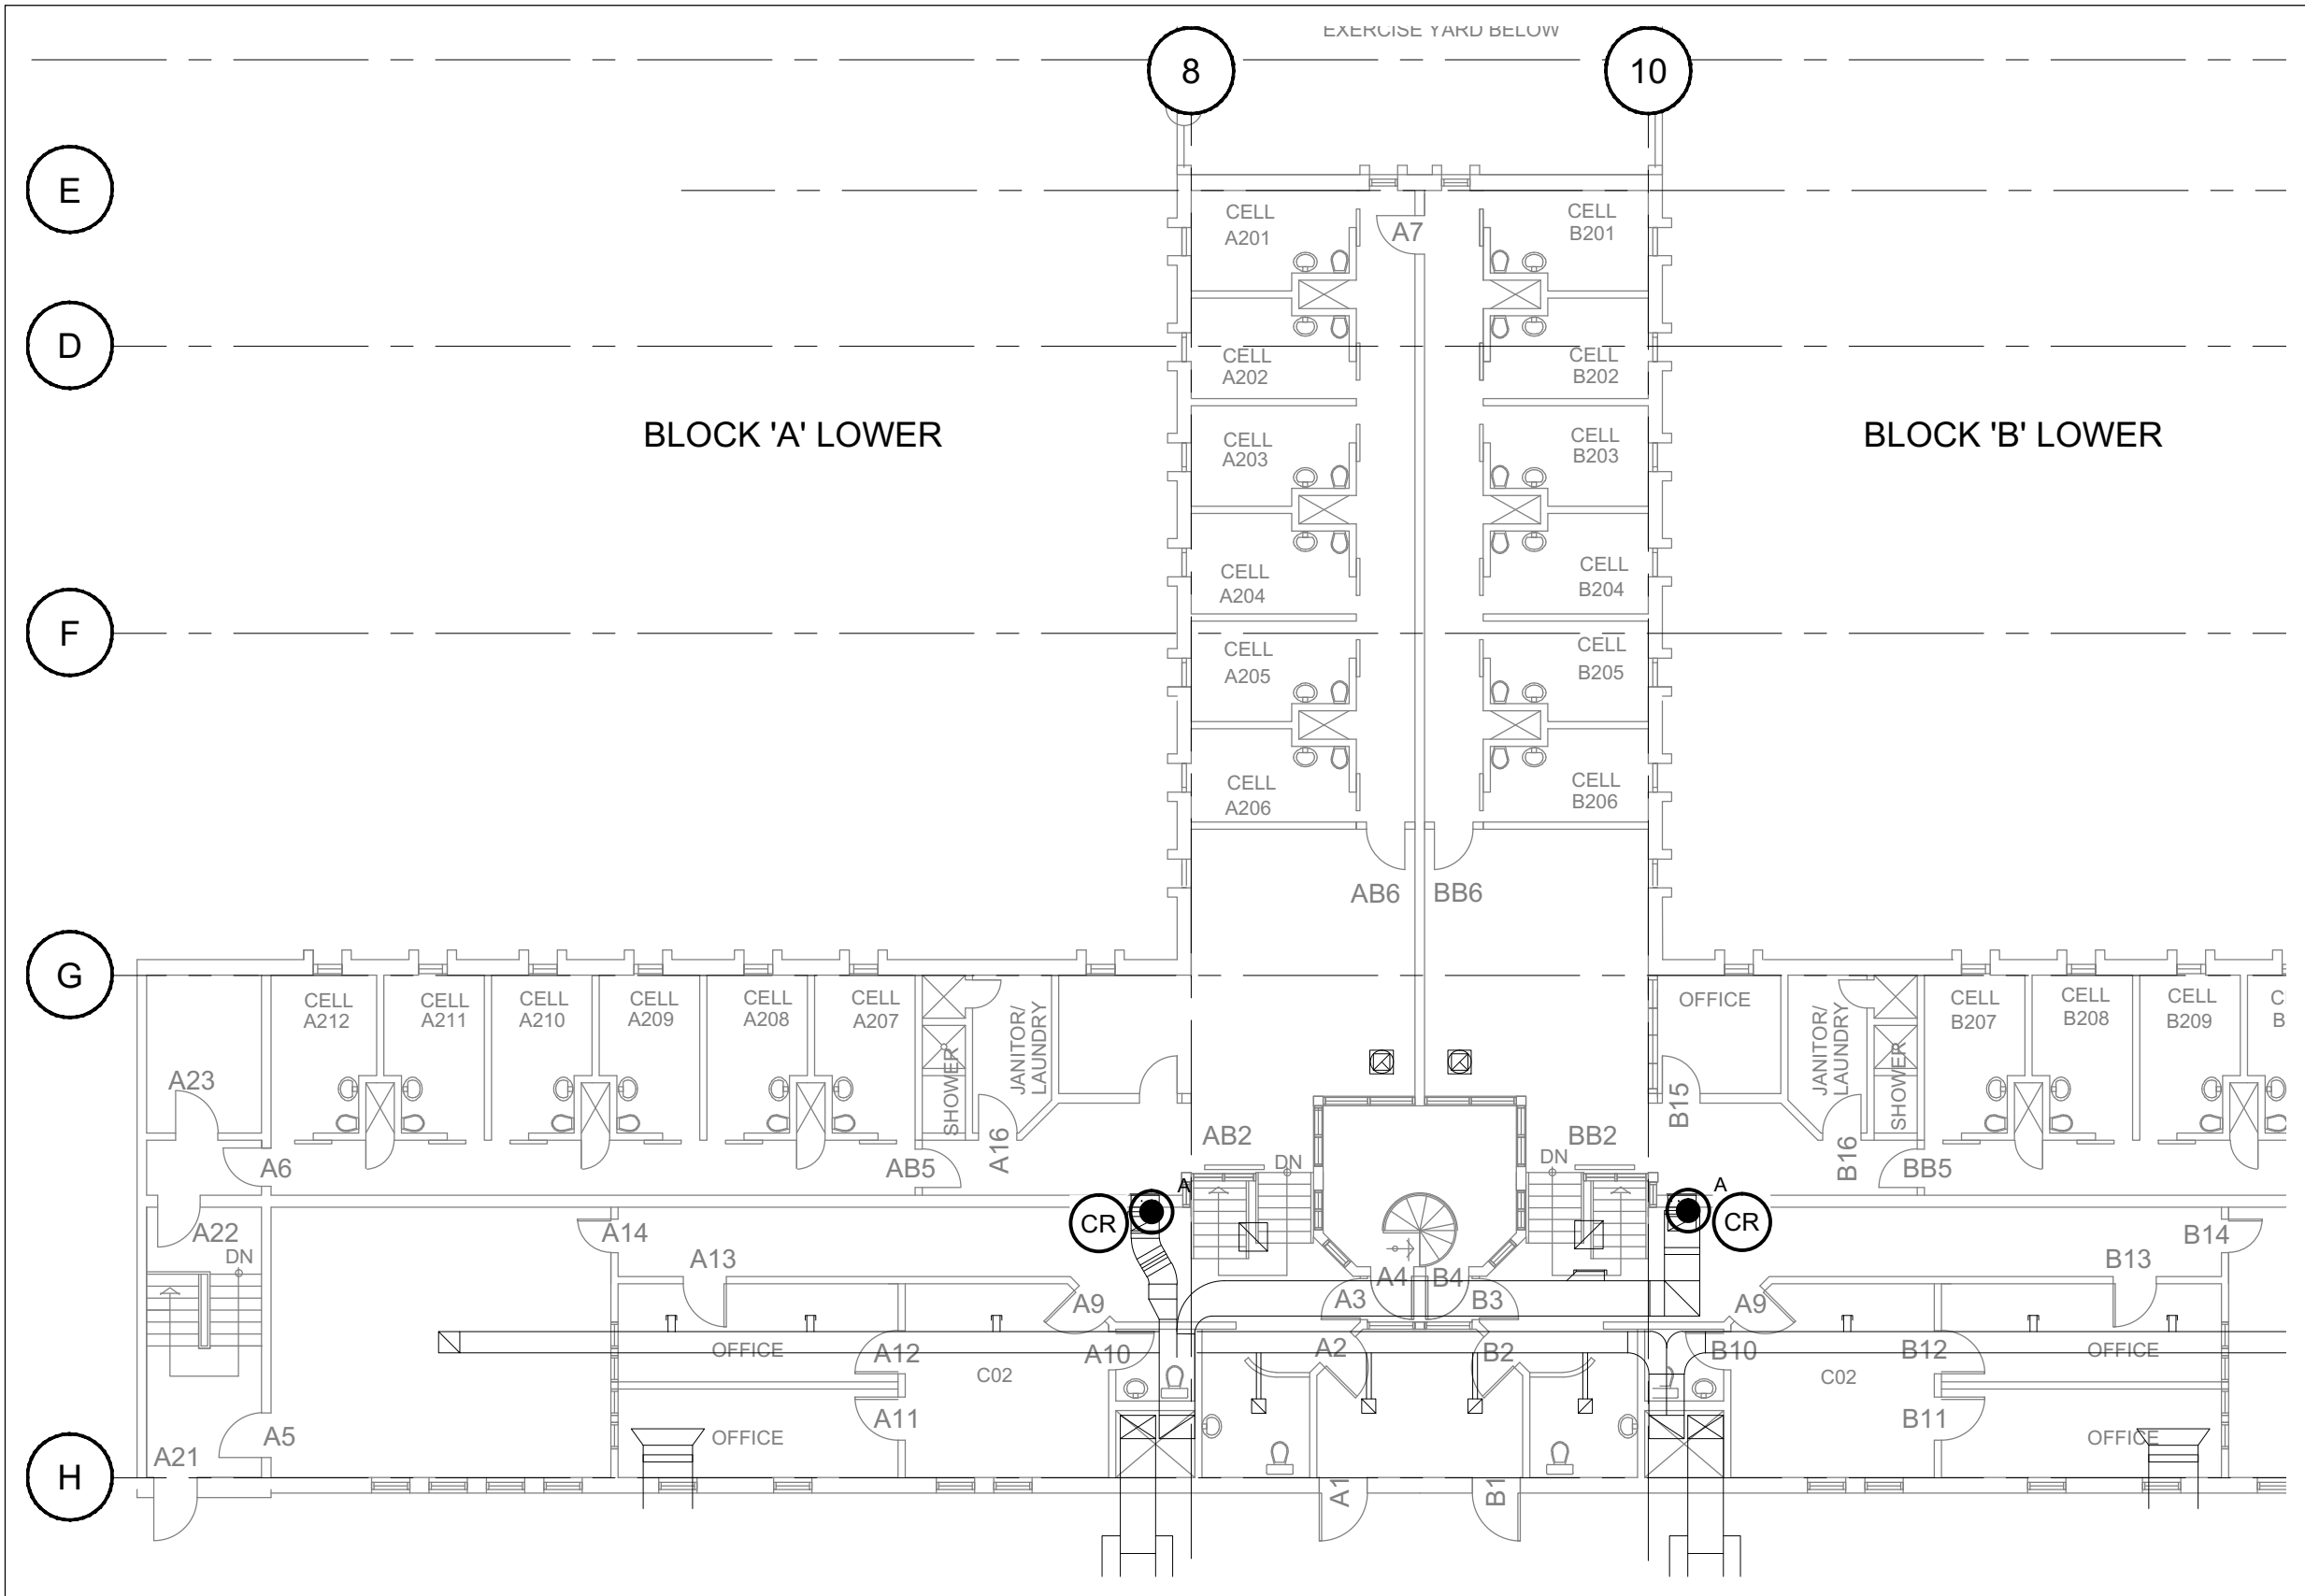 EXERCISE YARD BELOW
8
10
E
CELL
A201
A7
CELL
B201
D
CELL
A202
CELL
B202
BLOCK 'A' LOWER
BLOCK 'B' LOWER
CELL
A203
CELL
B203
CELL
A204
CELL
B204
F
CELL
A205
CELL
B205
CELL
A206
CELL
B206
AB6
BB6
G
CELL
A212
CELL
A211
CELL
A210
CELL
A209
CELL
A208
CELL
A207
SHOWER
JANITOR/
LAUNDRY
OFFICE
JANITOR/
LAUNDRY
SHOWER
CELL
B207
CELL
B208
CELL
B209
C
B
A23
A6
AB5
A16
AB2
DN
BB2
DN
B15
B16
BB5
A
CR
A
CR
A22
DN
A14
A13
A9
A4
B4
A3
B3
A9
B13
B14
OFFICE
A12
C02
A10
A2
B2
B10
C02
B12
OFFICE
A11
B11
OFFICE
OFFICE
A5
A21
H
A1
B1